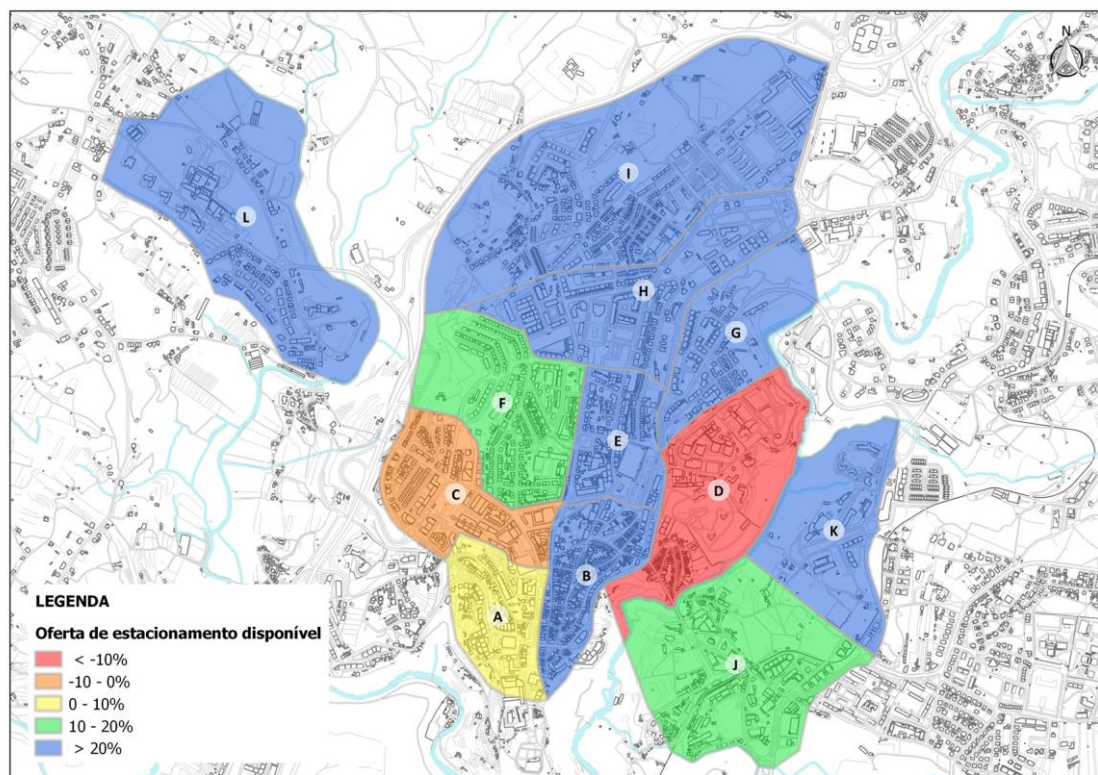 N
I
L
H
G
F
E
C
D
K
B
A
J
LEGENDA
Oferta de estacionamento disponível
< -10%
-10 - 0%
0 - 10%
10 - 20%
> 20%